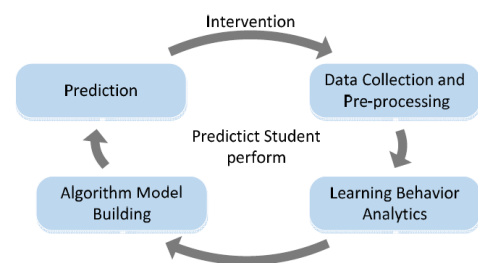 Intervention
Prediction
Data Collection and
Pre-processing
Predictict Student
perform
Algorithm Model
Building
Learning Behavior
Analytics